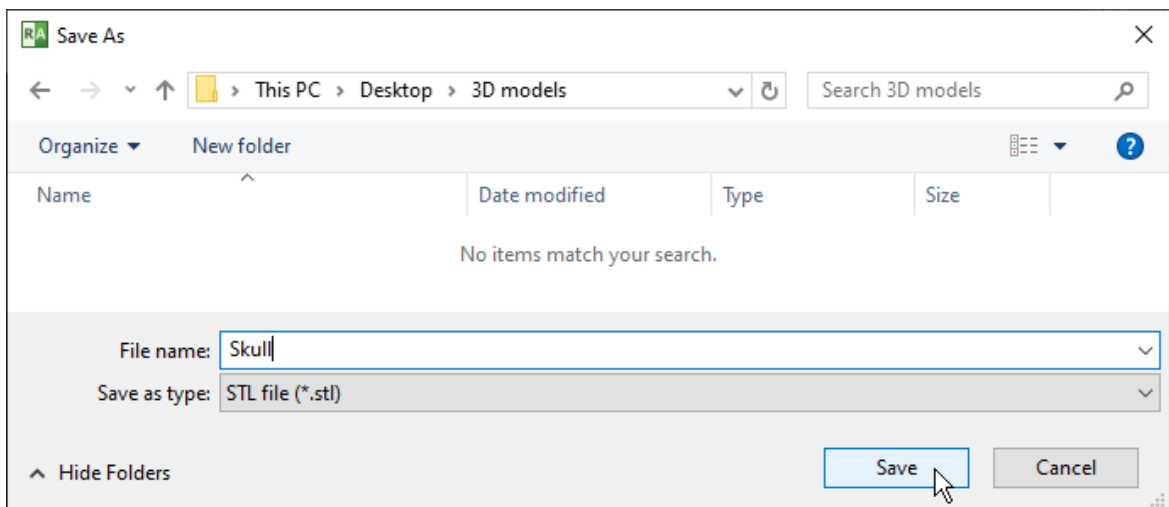 RA Save As
This PC > Desktop > 3D models
Search 3D models
Organize
New folder
?
Name
Date modified
Type
Size
No items match your search.
File name: Skull
Save as type: STL file (*.stl)
Hide Folders
Save
Cancel